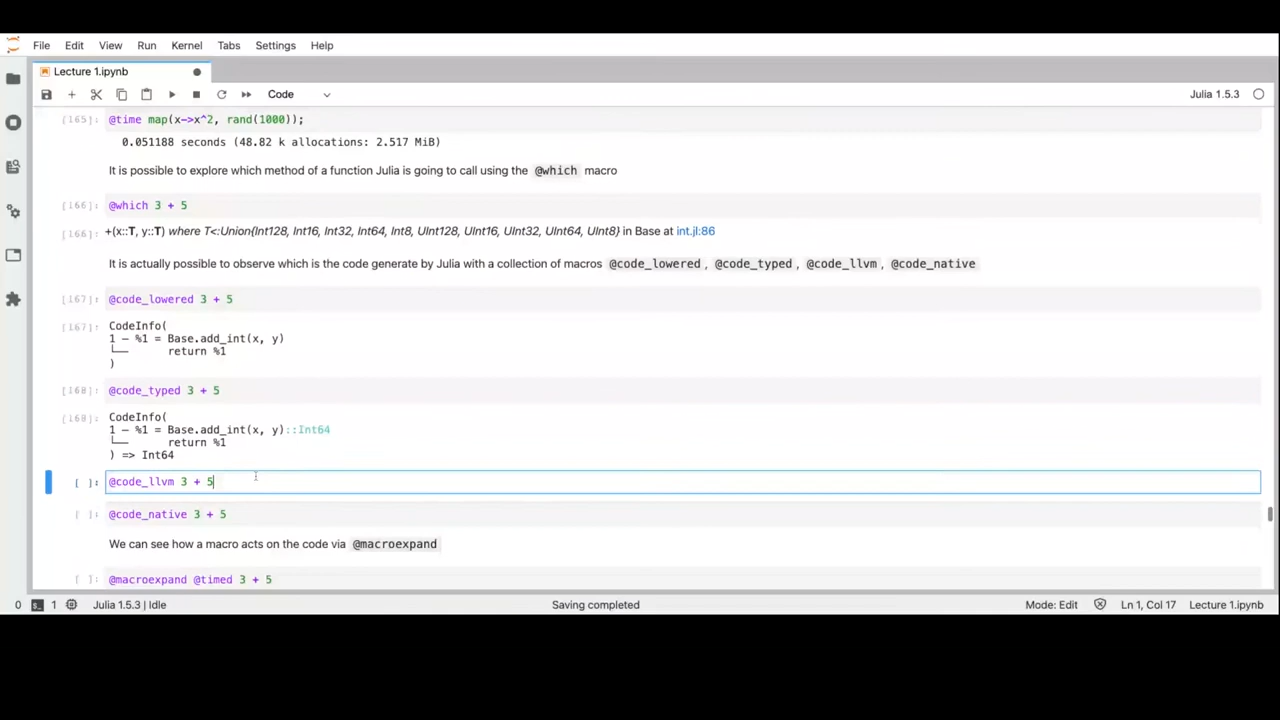 File Edit View Run Kernel Tabs Settings Help
Lecture 1.ipynb
Code Julia 1.5.3
[165]: @time map(x->x^2, rand(1000));
0.051188 seconds (48.82 k allocations: 2.517 MiB)
It is possible to explore which method of a function Julia is going to call using the @which macro
[166]: @which 3 + 5
[166]: +(x::T, y::T) where T<:Union{Int128, Int16, Int32, Int64, Int8, UInt128, UInt16, UInt32, UInt64, UInt8} in Base at int.jl:86
It is actually possible to observe which is the code generate by Julia with a collection of macros @code_lowered , @code_typed , @code_llvm , @code_native
[167]: @code_lowered 3 + 5
[167]: CodeInfo(
1 ─ %1 = Base.add_int(x, y)
└── return %1
)
[168]: @code_typed 3 + 5
[168]: CodeInfo(
1 ─ %1 = Base.add_int(x, y)::Int64
└── return %1
) => Int64
[ ]: @code_llvm 3 + 5
[ ]: @code_native 3 + 5
We can see how a macro acts on the code via @macroexpand
[ ]: @macroexpand @timed 3 + 5
0 1 Julia 1.5.3 | Idle Saving completed Mode: Edit Ln 1, Col 17 Lecture 1.ipynb